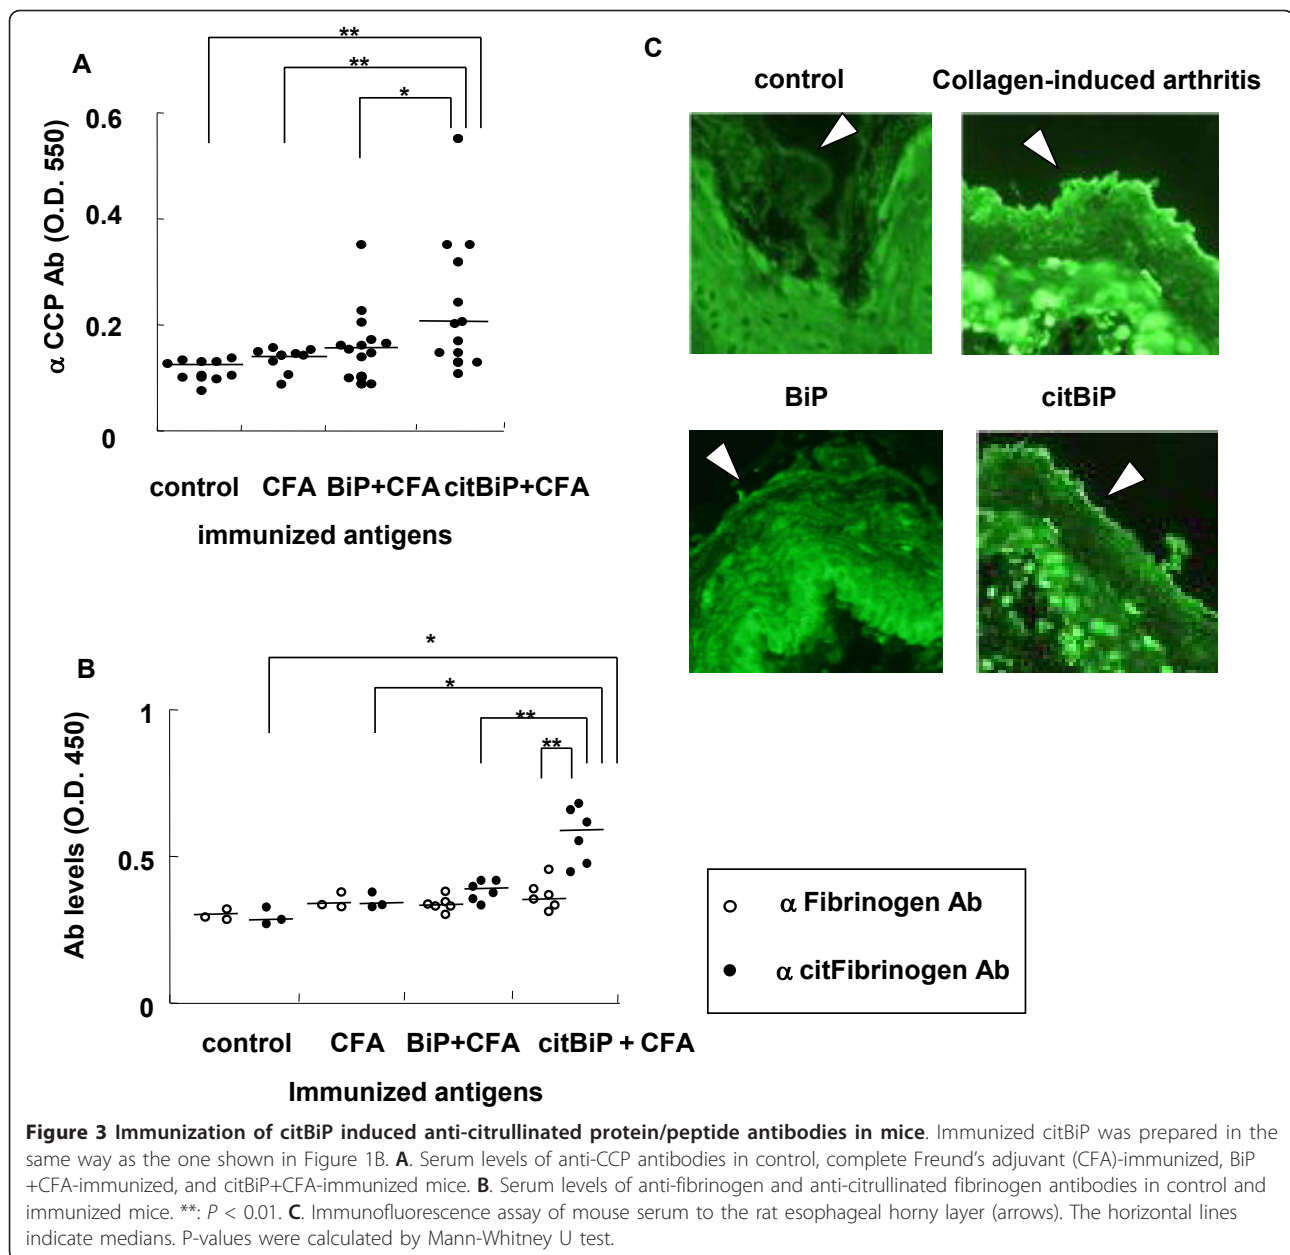 A
**
**
*
0.6
0.4
0.2
0
α CCP Ab (O.D. 550)
control CFA BiP+CFA citBiP+CFA
immunized antigens
B
*
*
**
**
1
0.5
0
Ab levels (O.D. 450)
control CFA BiP+CFA citBiP + CFA
Immunized antigens
C
control Collagen-induced arthritis
BiP citBiP
α Fibrinogen Ab
α citFibrinogen Ab
Figure 3 Immunization of citBiP induced anti-citrullinated protein/peptide antibodies in mice. Immunized citBiP was prepared in the
same way as the one shown in Figure 1B. A. Serum levels of anti-CCP antibodies in control, complete Freund's adjuvant (CFA)-immunized, BiP
+CFA-immunized, and citBiP+CFA-immunized mice. B. Serum levels of anti-fibrinogen and anti-citrullinated fibrinogen antibodies in control and
immunized mice. **: P < 0.01. C. Immunofluorescence assay of mouse serum to the rat esophageal horny layer (arrows). The horizontal lines
indicate medians. P-values were calculated by Mann-Whitney U test.